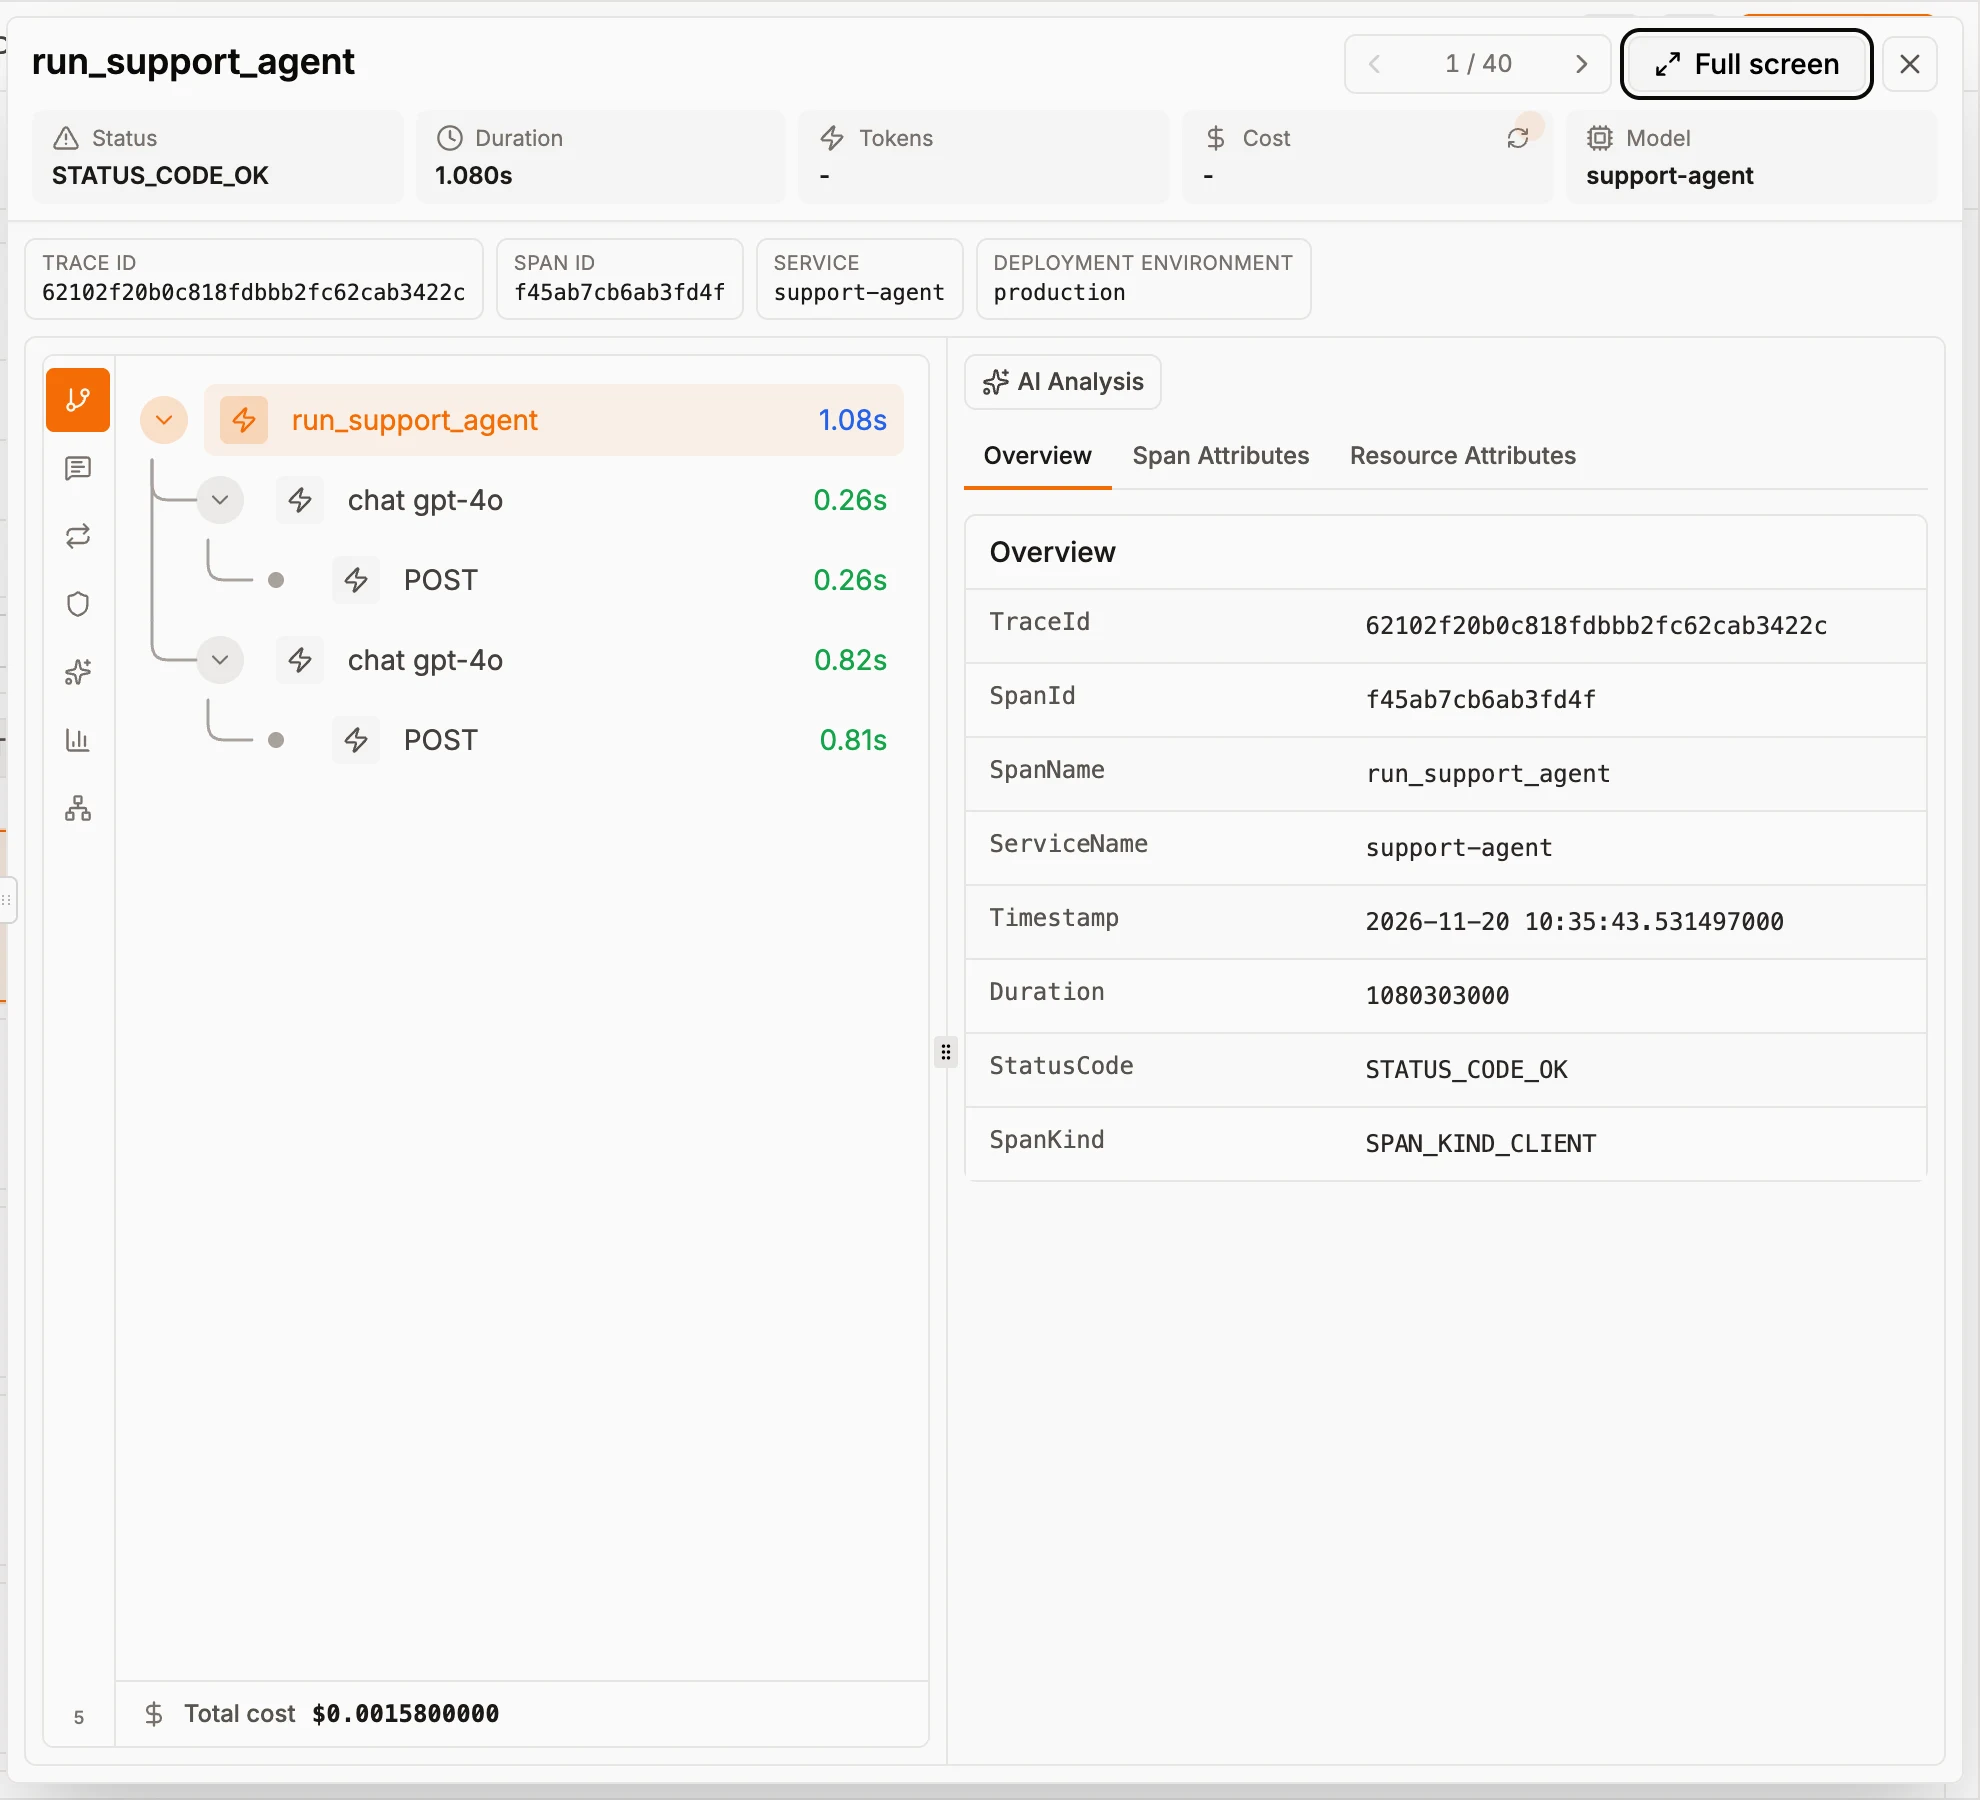 run_support_agent
1 / 40
Full screen
Status
STATUS_CODE_OK
Duration
1.080s
Tokens
-
Cost
-
Model
support-agent
TRACE ID
62102f20b0c818fdbbb2fc62cab3422c
SPAN ID
f45ab7cb6ab3fd4f
SERVICE
support-agent
DEPLOYMENT ENVIRONMENT
production
run_support_agent 1.08s
chat gpt-4o 0.26s
POST 0.26s
chat gpt-4o 0.82s
POST 0.81s
5
Total cost $0.0015800000
AI Analysis
Overview Span Attributes Resource Attributes
Overview
TraceId 62102f20b0c818fdbbb2fc62cab3422c
SpanId f45ab7cb6ab3fd4f
SpanName run_support_agent
ServiceName support-agent
Timestamp 2026-11-20 10:35:43.531497000
Duration 1080303000
StatusCode STATUS_CODE_OK
SpanKind SPAN_KIND_CLIENT